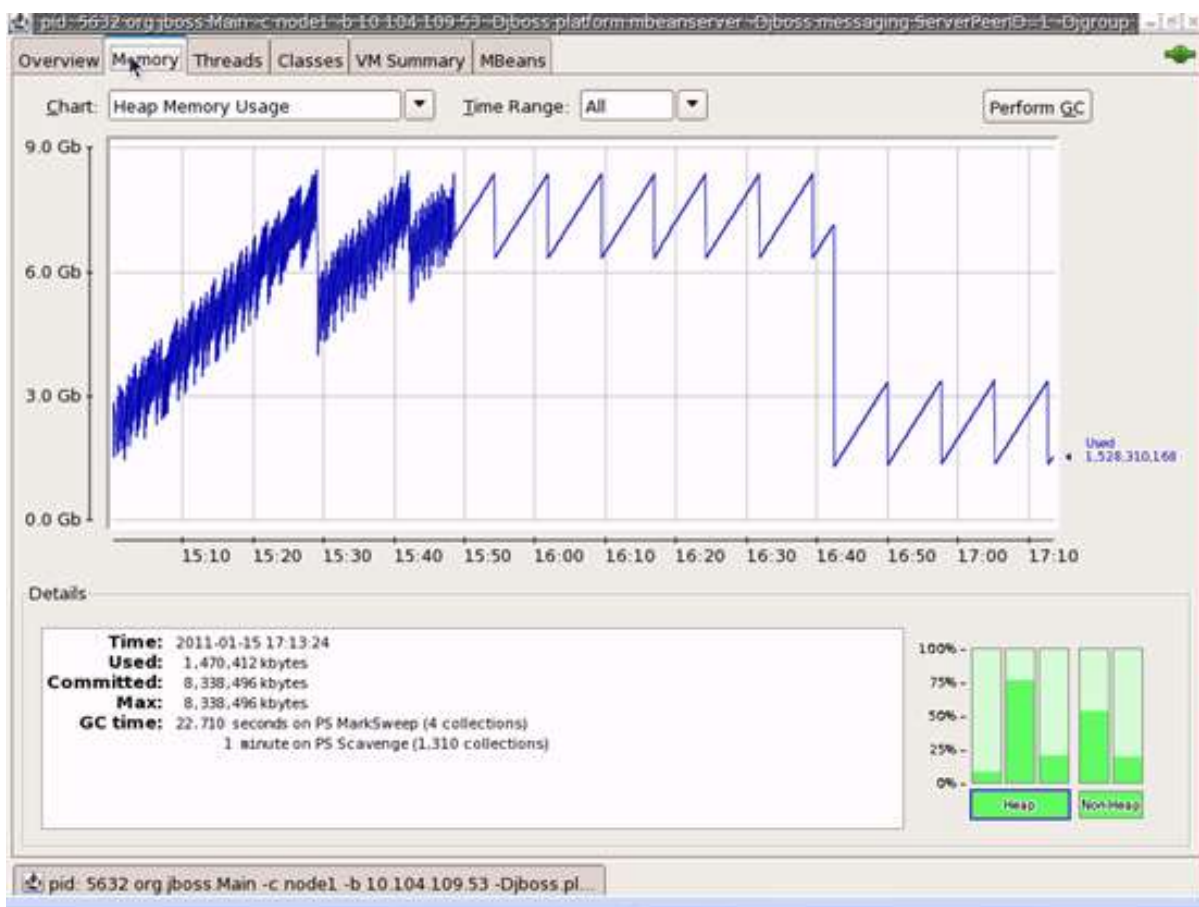 pid: 5632 org.jboss.Main -c node1 -b 10.104.109.53 -Djboss.platform.mbeanserver -Djboss.messaging.ServerPeerID=1 -Djgroup
Overview Memory Threads Classes VM Summary MBeans
Chart: Heap Memory Usage Time Range: All Perform GC
9.0 Gb
6.0 Gb
3.0 Gb
0.0 Gb
Used
1,528,310,168
15:10 15:20 15:30 15:40 15:50 16:00 16:10 16:20 16:30 16:40 16:50 17:00 17:10
Details
Time: 2011-01-15 17:13:24
Used: 1,470,412 kbytes
Committed: 8,338,496 kbytes
Max: 8,338,496 kbytes
GC time: 22.710 seconds on PS MarkSweep (4 collections)
1 minute on PS Scavenge (1,310 collections)
100%
75%
50%
25%
0%
Heap Non-Heap
pid: 5632 org.jboss.Main -c node1 -b 10.104.109.53 -Djboss.pl...